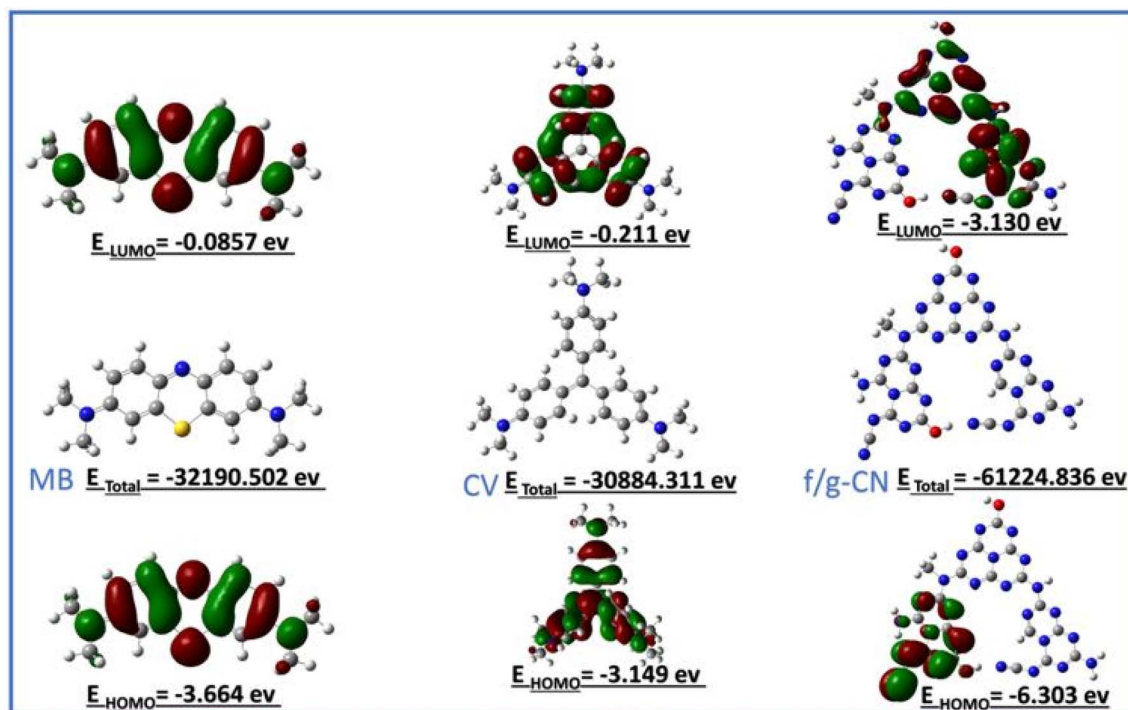 E_LUMO= -0.0857 ev
E_LUMO= -0.211 ev
E_LUMO= -3.130 ev
MB E_Total = -32190.502 ev
CV E_Total = -30884.311 ev
f/g-CN E_Total = -61224.836 ev
E_HOMO= -3.664 ev
E_HOMO= -3.149 ev
E_HOMO= -6.303 ev